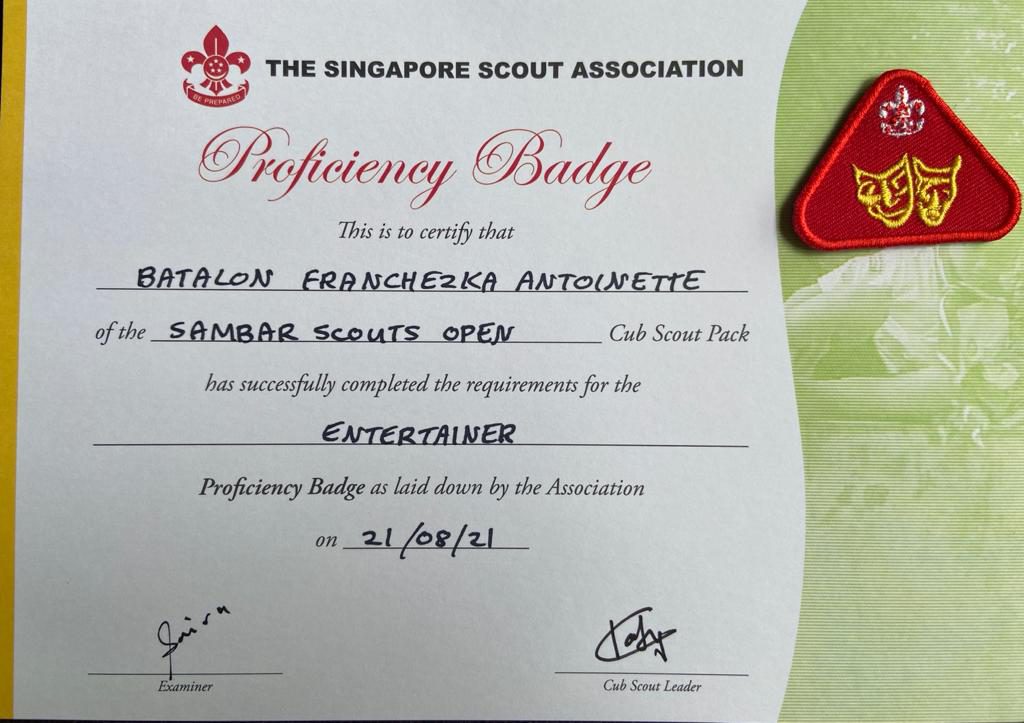 BE PREPARED
THE SINGAPORE SCOUT ASSOCIATION
Proficiency Badge
This is to certify that
BATALON FRANCHEZKA ANTOINETTE
of the SAMBAR SCOUTS OPEN Cub Scout Pack
has successfully completed the requirements for the
ENTERTAINER
Proficiency Badge as laid down by the Association
on 21/08/21
Examiner
Cub Scout Leader